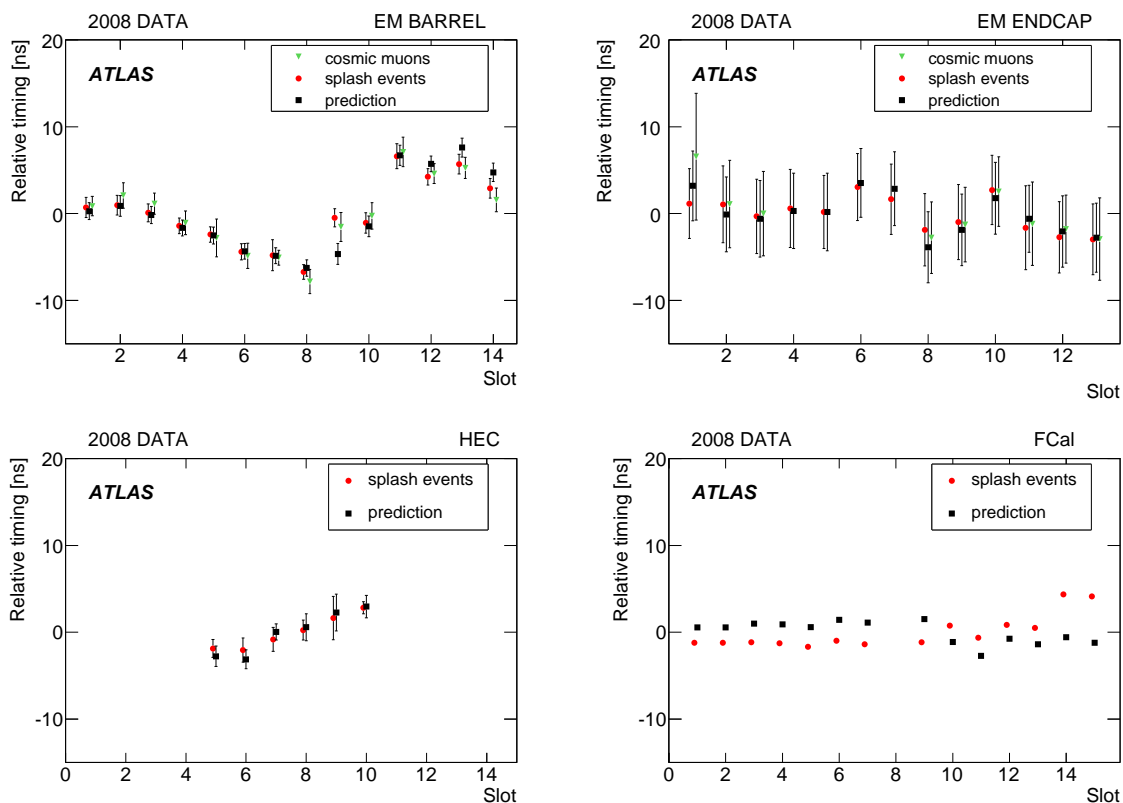 2008 DATA EM BARREL
Relative timing [ns]
20
10
0
-10
ATLAS
cosmic muons
splash events
prediction
2 4 6 8 10 12 14
Slot
2008 DATA EM ENDCAP
Relative timing [ns]
20
10
0
−10
ATLAS
cosmic muons
splash events
prediction
2 4 6 8 10 12
Slot
2008 DATA HEC
Relative timing [ns]
20
10
0
-10
ATLAS
splash events
prediction
0 2 4 6 8 10 12 14
Slot
2008 DATA FCal
Relative timing [ns]
20
10
0
-10
ATLAS
splash events
prediction
0 2 4 6 8 10 12 14
Slot